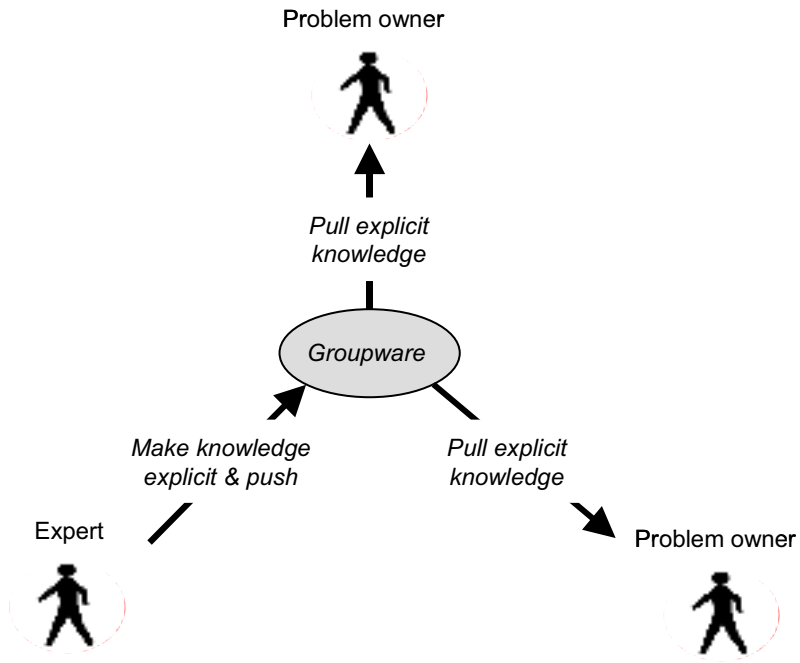 Problem owner
Pull explicit
knowledge
Groupware
Make knowledge
explicit & push
Pull explicit
knowledge
Expert
Problem owner